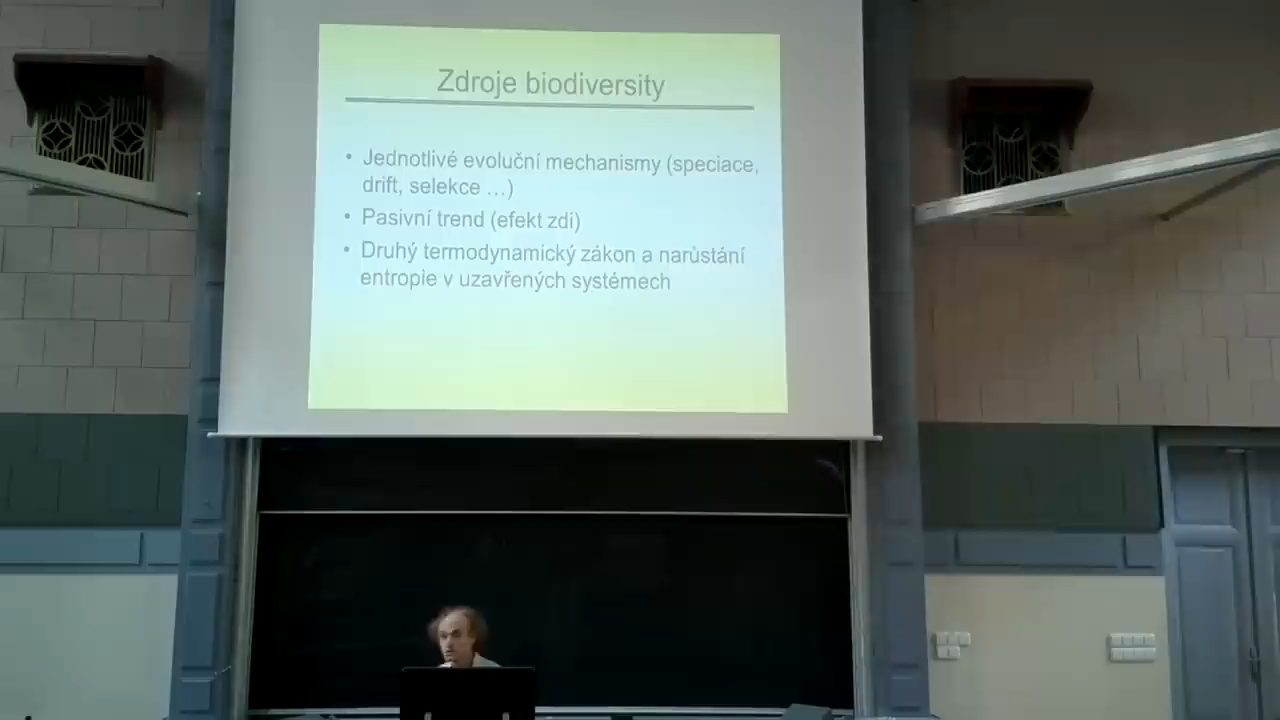 Zdroje biodiversity
• Jednotlivé evoluční mechanismy (speciace,
drift, selekce …)
• Pasivní trend (efekt zdi)
• Druhý termodynamický zákon a narůstání
entropie v uzavřených systémech